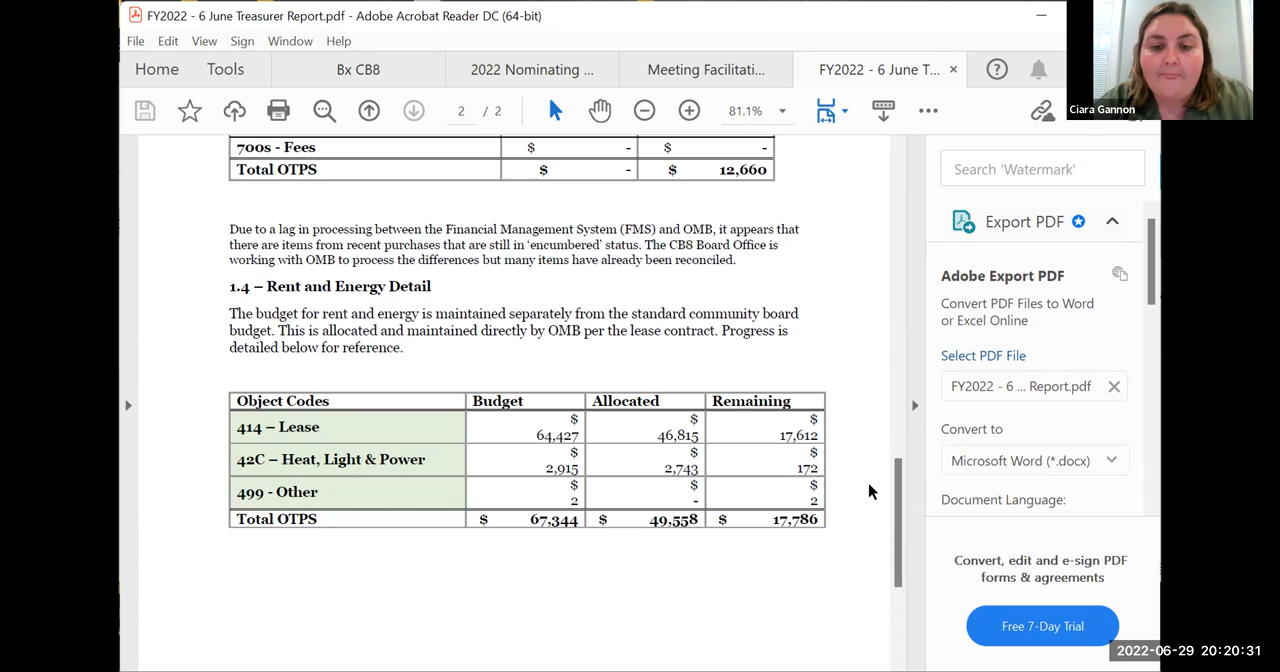 FY2022 - 6 June Treasurer Report.pdf - Adobe Acrobat Reader DC (64-bit)
File Edit View Sign Window Help
Home Tools Bx CB8 2022 Nominating ... Meeting Facilitati... FY2022 - 6 June T... ×
2 / 2 81.1%
Ciara Gannon
700s - Fees $ - $ -
Total OTPS $ - $ 12,660
Due to a lag in processing between the Financial Management System (FMS) and OMB, it appears that
there are items from recent purchases that are still in ‘encumbered’ status. The CB8 Board Office is
working with OMB to process the differences but many items have already been reconciled.
1.4 – Rent and Energy Detail
The budget for rent and energy is maintained separately from the standard community board
budget. This is allocated and maintained directly by OMB per the lease contract. Progress is
detailed below for reference.
Object Codes Budget Allocated Remaining
414 – Lease $ 64,427 $ 46,815 $ 17,612
42C – Heat, Light & Power $ 2,915 $ 2,743 $ 172
499 - Other $ 2 $ - $ 2
Total OTPS $ 67,344 $ 49,558 $ 17,786
Search 'Watermark'
Export PDF
Adobe Export PDF
Convert PDF Files to Word
or Excel Online
Select PDF File
FY2022 - 6 ... Report.pdf
Convert to
Microsoft Word (*.docx)
Document Language:
Convert, edit and e-sign PDF
forms & agreements
Free 7-Day Trial
2022-06-29 20:20:31